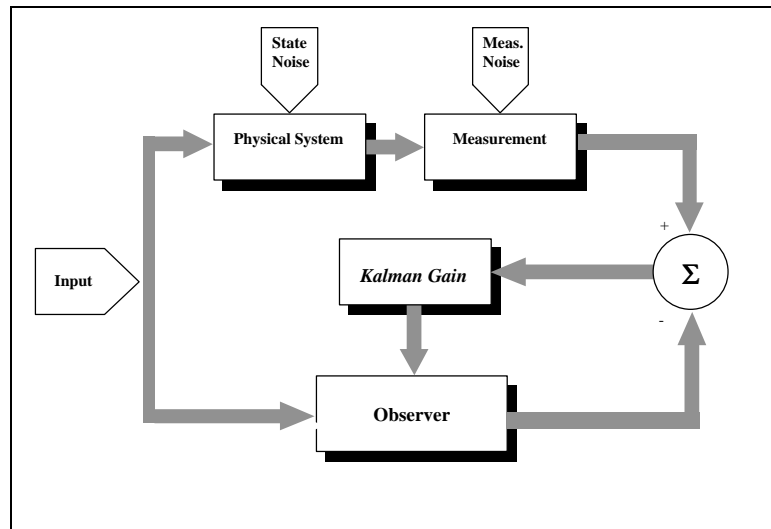 State
Noise
Meas.
Noise
Physical System
Measurement
+
Input
Kalman Gain
Σ
-
Observer